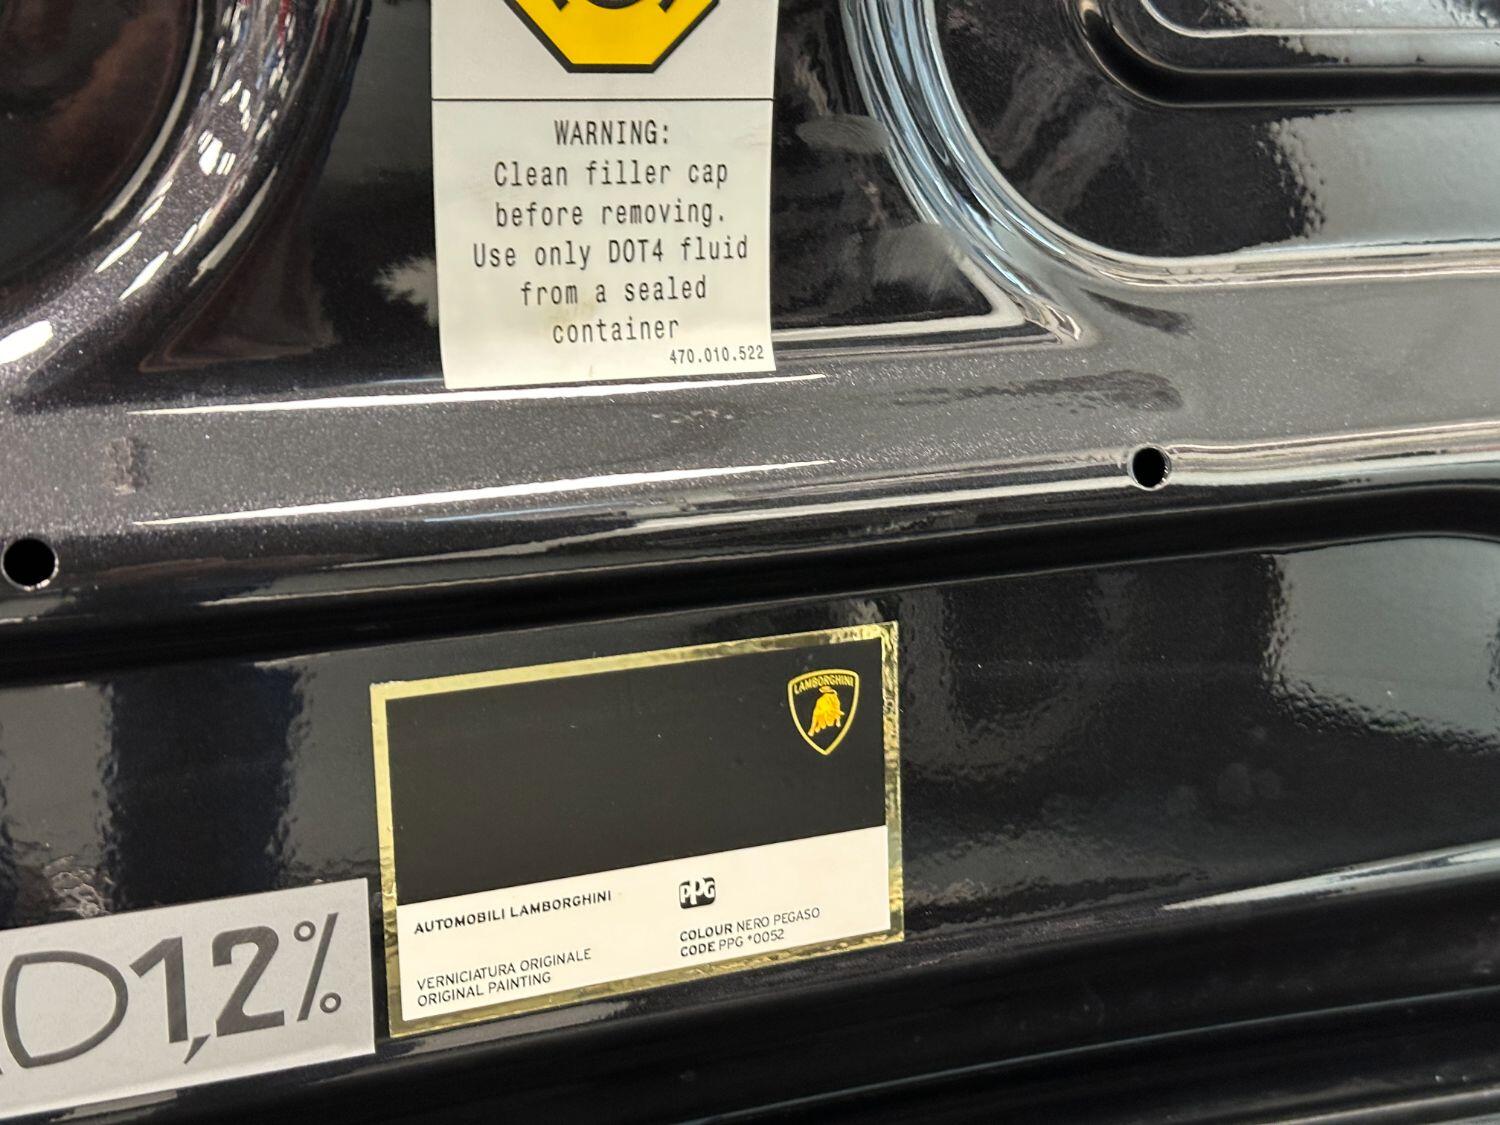 WARNING:
Clean filler cap
before removing.
Use only DOT4 fluid
from a sealed
container
470.010.522
LAMBORGHINI
AUTOMOBILI LAMBORGHINI
PPG
VERNICIATURA ORIGINALE
ORIGINAL PAINTING
COLOUR NERO PEGASO
CODE PPG *0052
1,2%